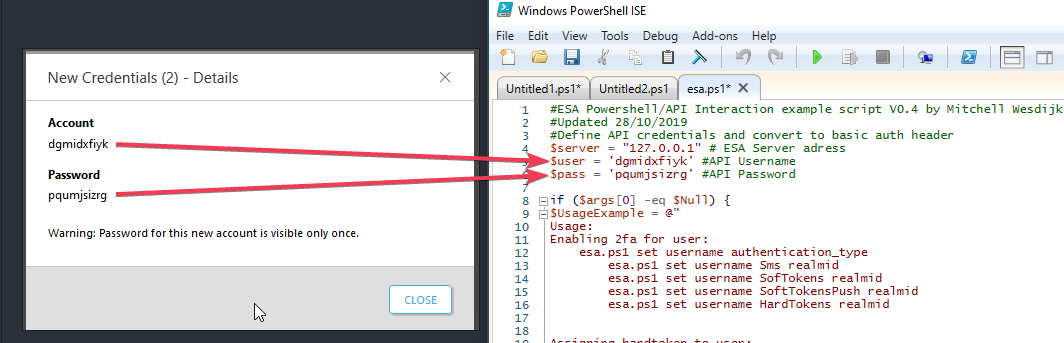 New Credentials (2) - Details
Account
dgmidxfiyk
Password
pqumjsizrg
Warning: Password for this new account is visible only once.
CLOSE
Windows PowerShell ISE
File Edit View Tools Debug Add-ons Help
Untitled1.ps1* Untitled2.ps1 esa.ps1* X
1 #ESA Powershell/API Interaction example script V0.4 by Mitchell Wesdijk
2 #Updated 28/10/2019
3 #Define API credentials and convert to basic auth header
4 $server = "127.0.0.1" # ESA Server adress
$user = 'dgmidxfiyk' #API Username
$pass = 'pqumjsizrg' #API Password
7
8 if ($args[0] -eq $Null) {
9 $UsageExample = @"
10 Usage:
11 Enabling 2fa for user:
12 esa.ps1 set username authentication_type
13 esa.ps1 set username Sms realmid
14 esa.ps1 set username SofTokens realmid
15 esa.ps1 set username SoftTokensPush realmid
16 esa.ps1 set username HardTokens realmid
17
18